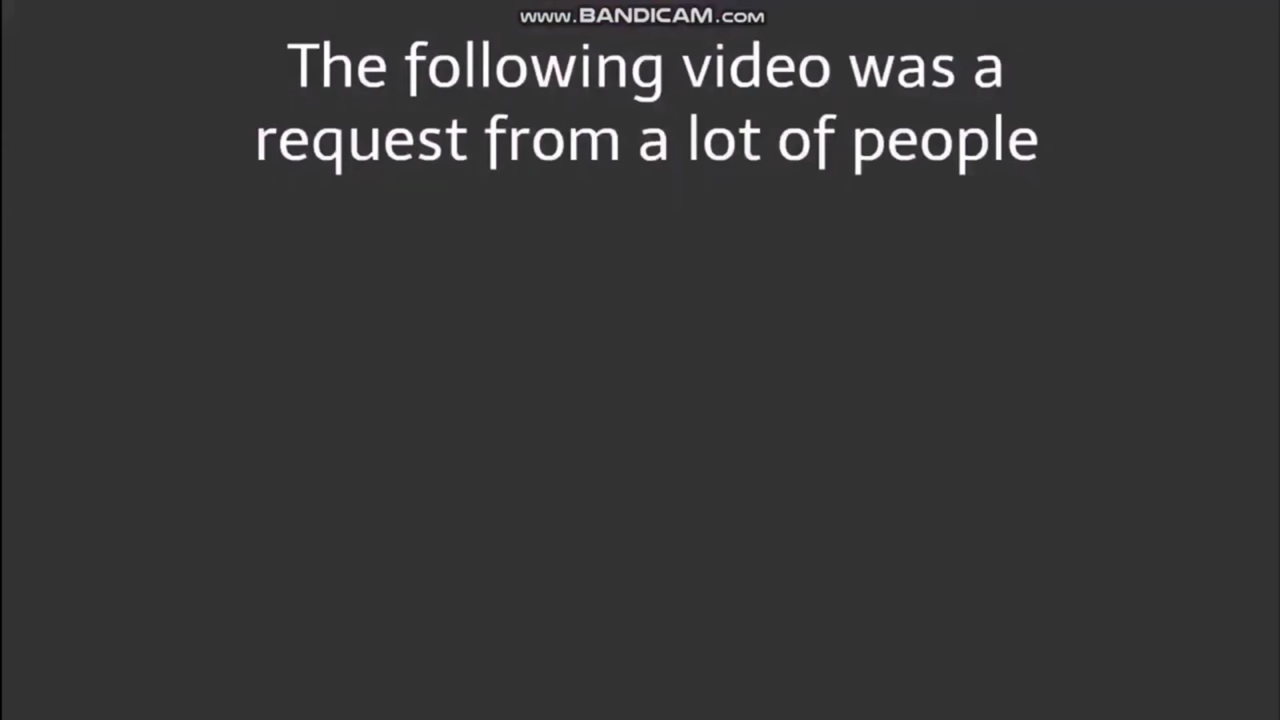 www.BANDICAM.com
The following video was a
request from a lot of people